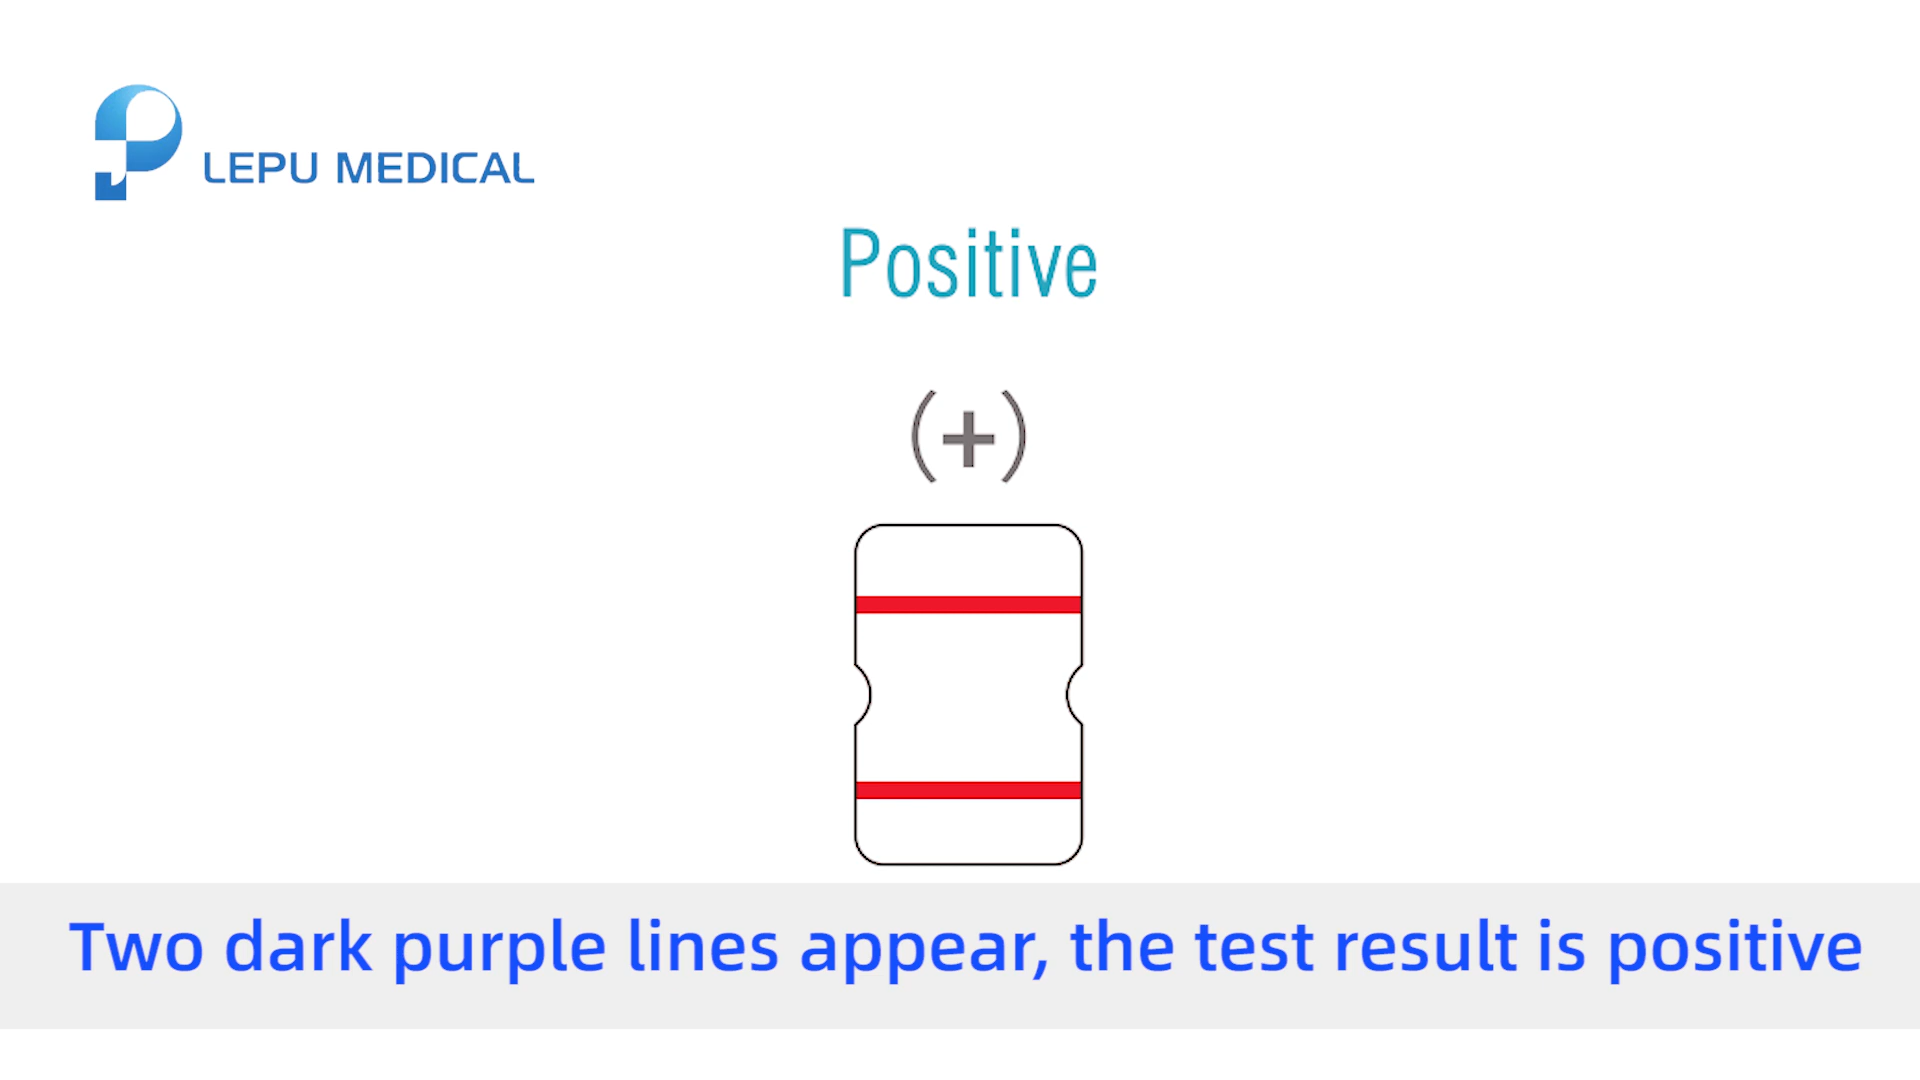 LEPU MEDICAL
Positive
(+)
Two dark purple lines appear, the test result is positive